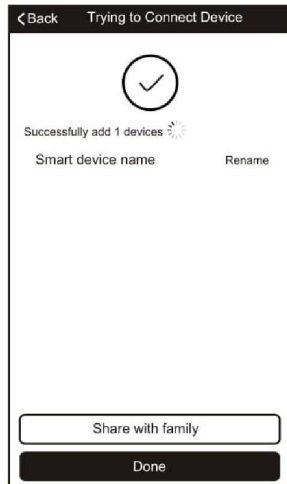 Back Trying to Connect Device
Successfully add 1 devices
Smart device name Rename
Share with family
Done